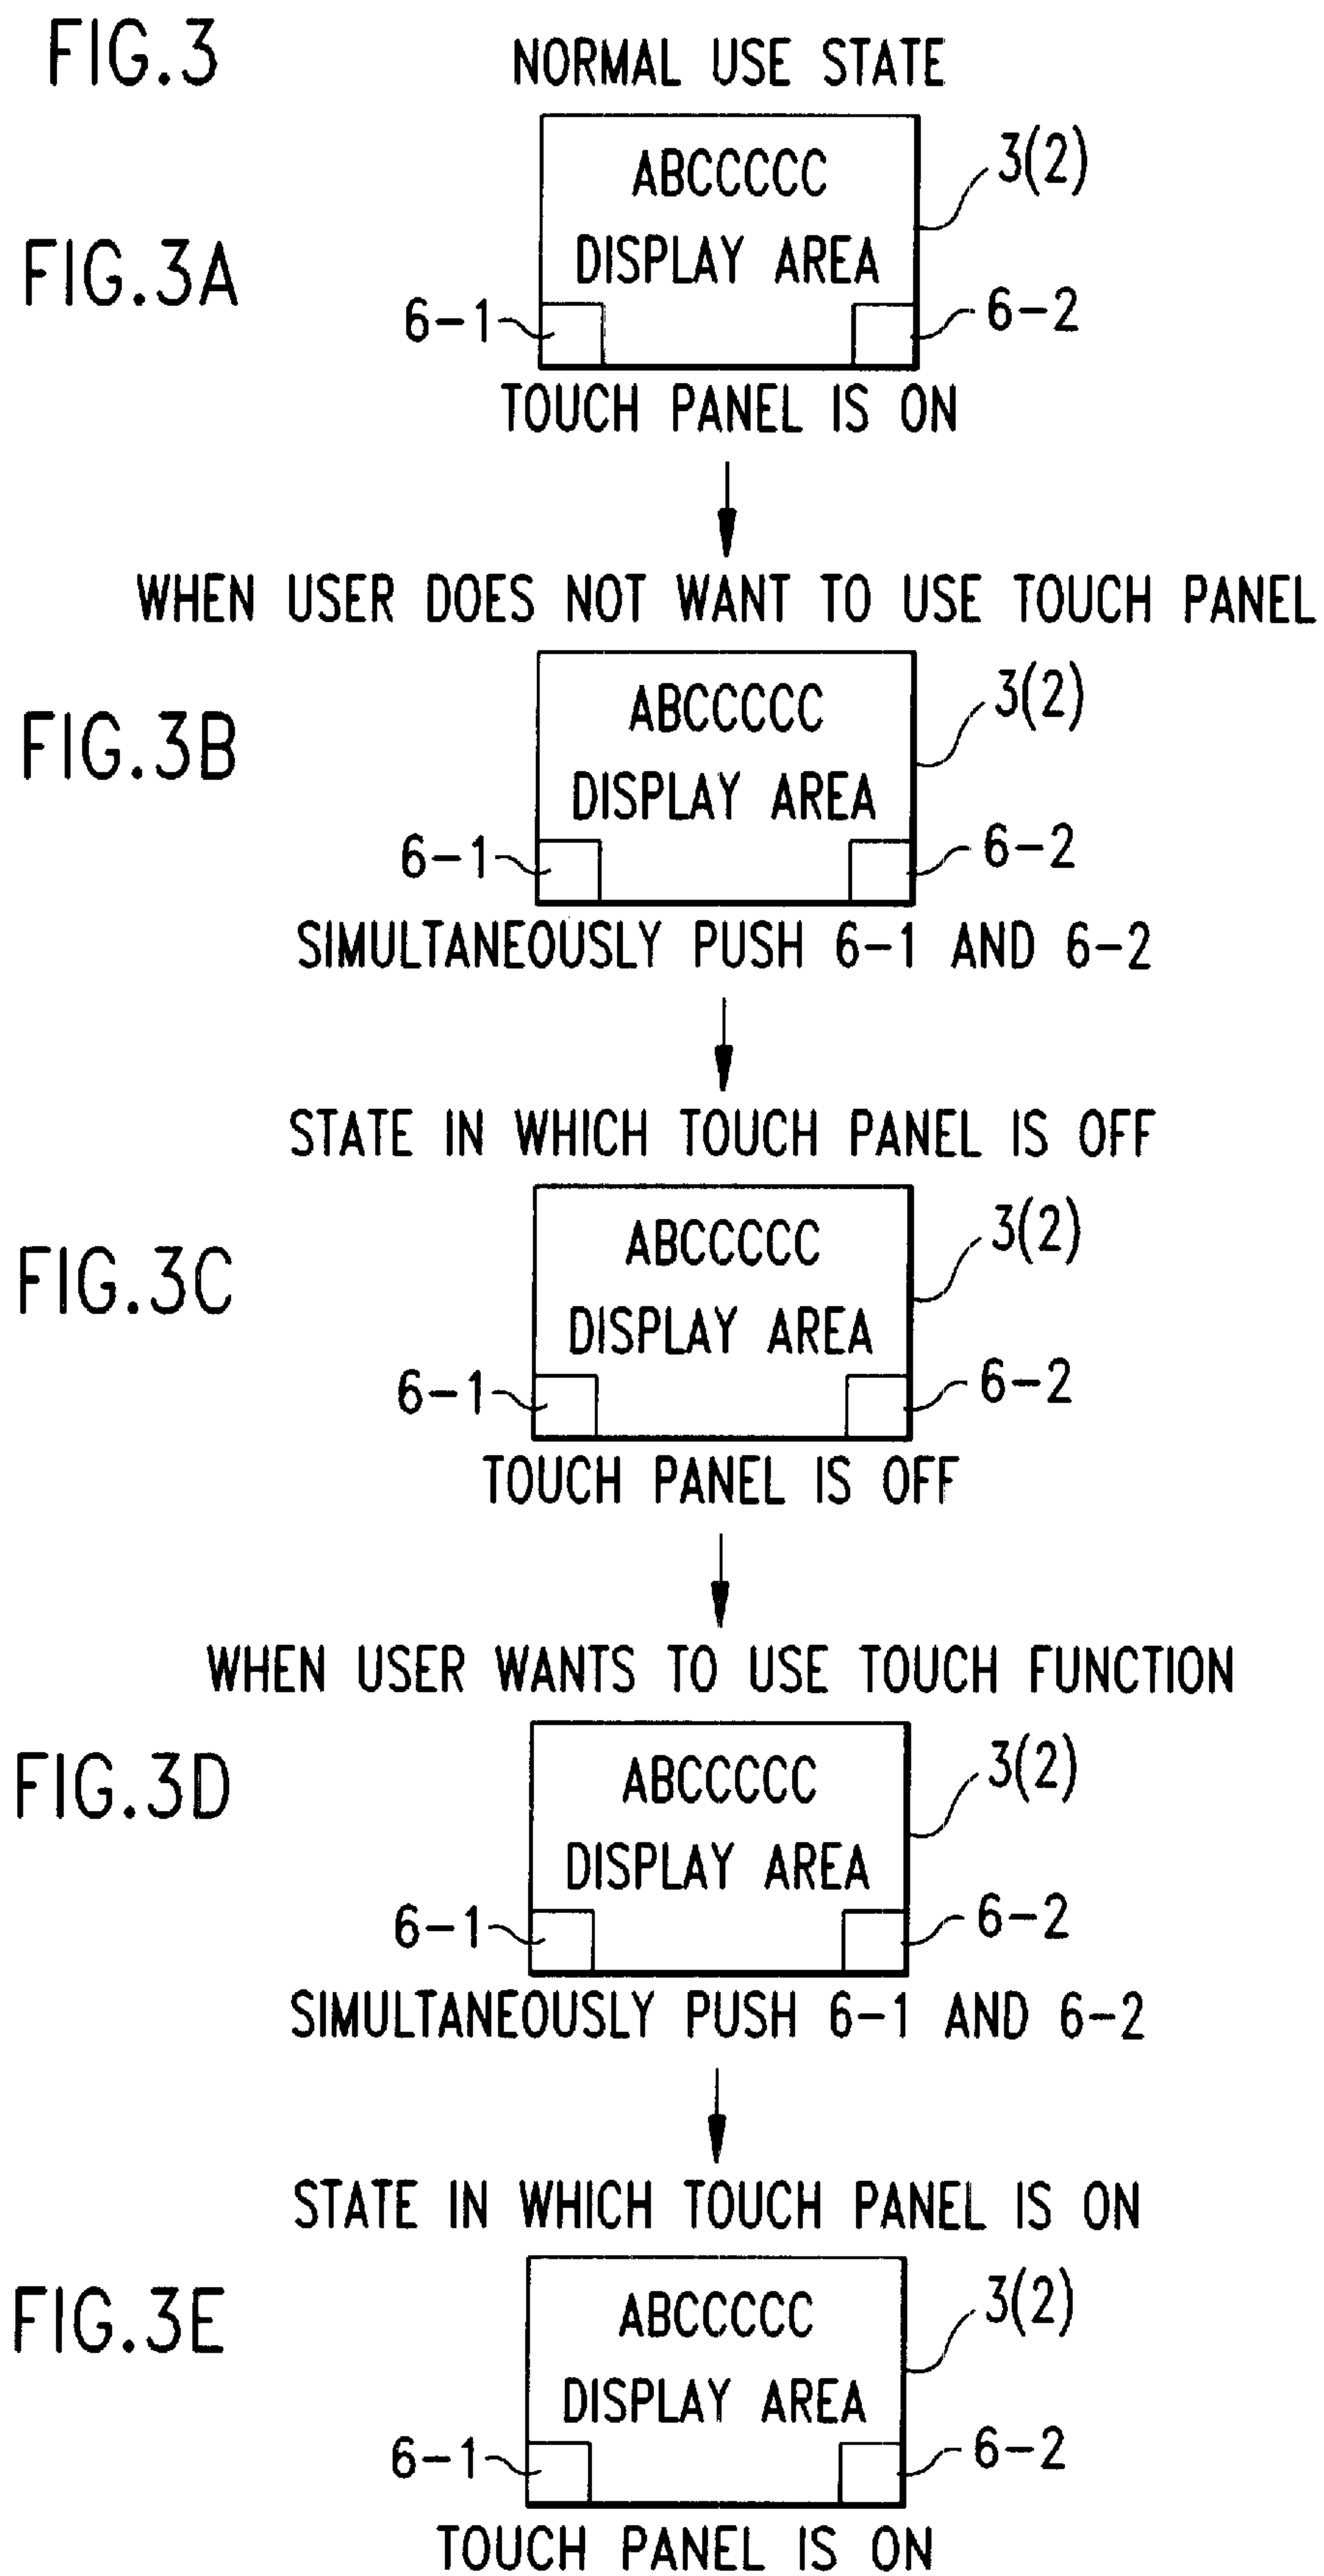 FIG.3
NORMAL USE STATE
FIG.3A
ABCCCCC
3(2)
DISPLAY AREA
6-1
6-2
TOUCH PANEL IS ON
WHEN USER DOES NOT WANT TO USE TOUCH PANEL
FIG.3B
ABCCCCC
3(2)
DISPLAY AREA
6-1
6-2
SIMULTANEOUSLY PUSH 6-1 AND 6-2
STATE IN WHICH TOUCH PANEL IS OFF
FIG.3C
ABCCCCC
3(2)
DISPLAY AREA
6-1
6-2
TOUCH PANEL IS OFF
WHEN USER WANTS TO USE TOUCH FUNCTION
FIG.3D
ABCCCCC
3(2)
DISPLAY AREA
6-1
6-2
SIMULTANEOUSLY PUSH 6-1 AND 6-2
STATE IN WHICH TOUCH PANEL IS ON
FIG.3E
ABCCCCC
3(2)
DISPLAY AREA
6-1
6-2
TOUCH PANEL IS ON